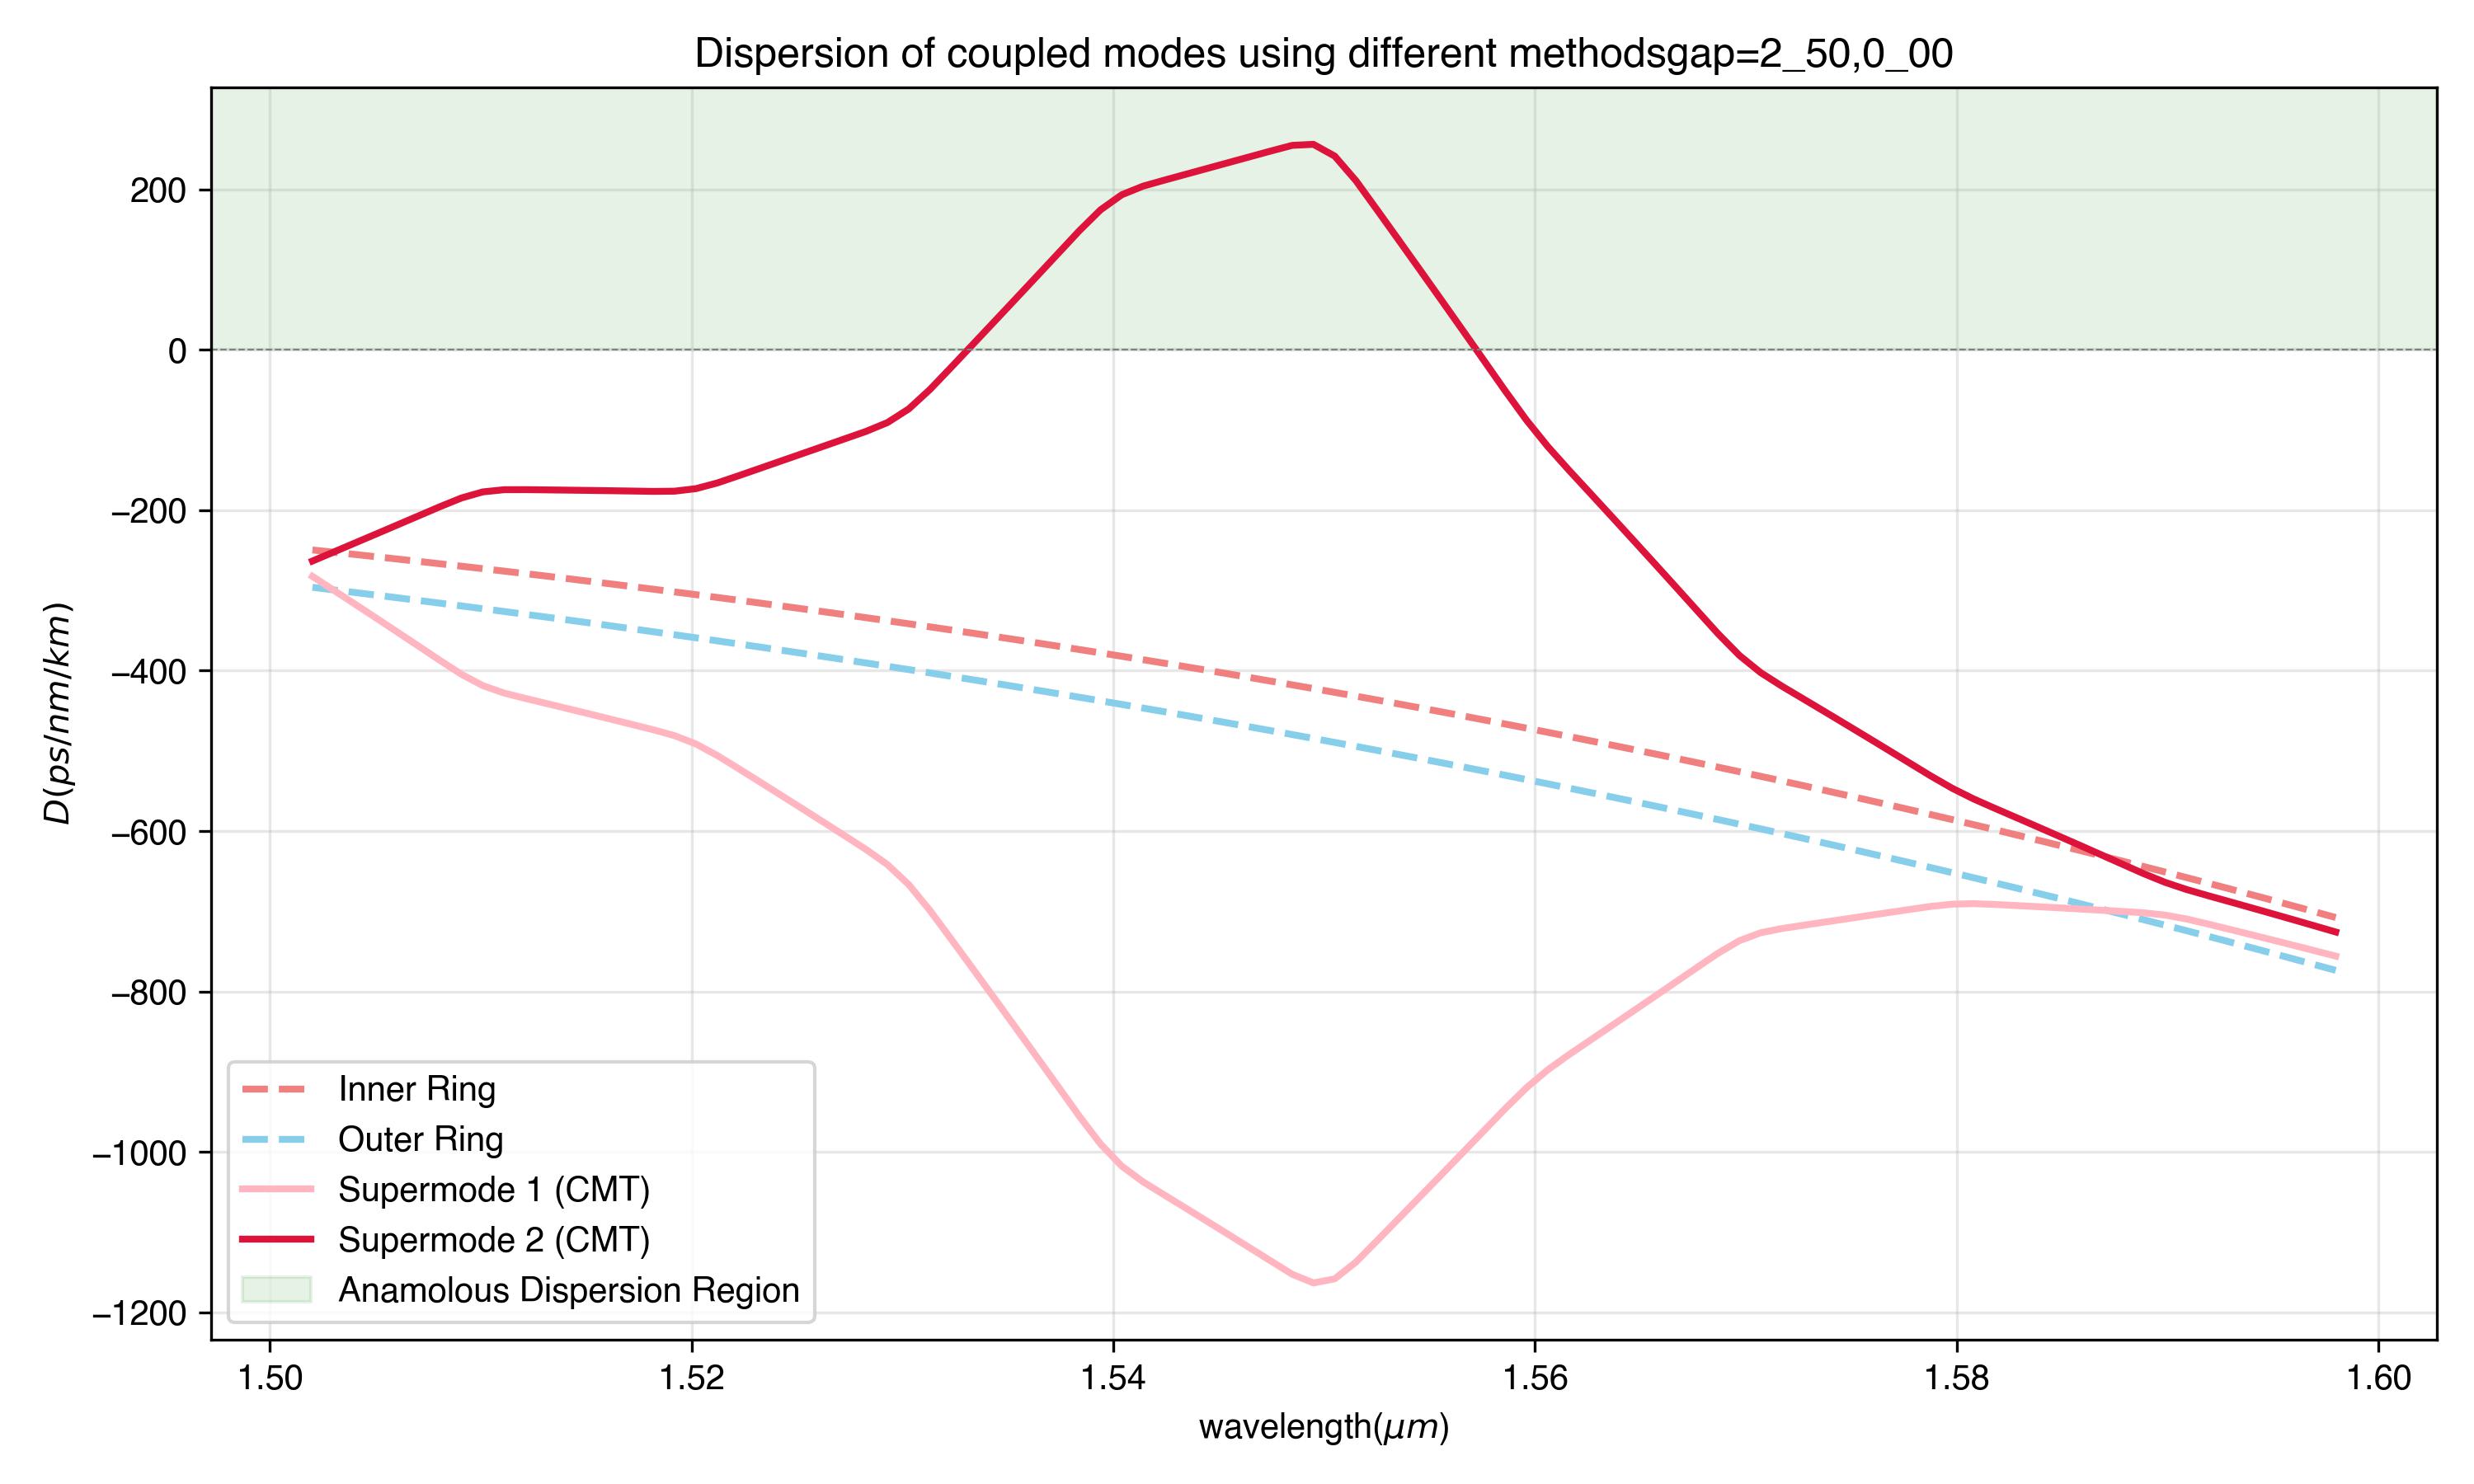 Dispersion of coupled modes using different methodsgap=2_50,0_00
D(ps/nm/km)
200
0
−200
−400
−600
−800
−1000
−1200
Inner Ring
Outer Ring
Supermode 1 (CMT)
Supermode 2 (CMT)
Anamolous Dispersion Region
1.50 1.52 1.54 1.56 1.58 1.60
wavelength(μm)